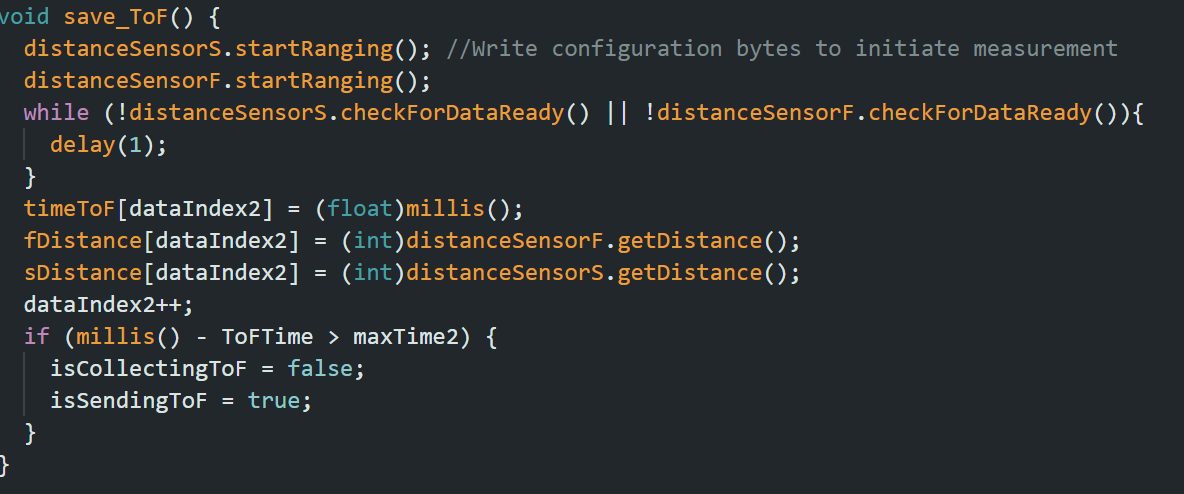 void save_ToF() {
  distanceSensorS.startRanging(); //Write configuration bytes to initiate measurement
  distanceSensorF.startRanging();
  while (!distanceSensorS.checkForDataReady() || !distanceSensorF.checkForDataReady()){
    delay(1);
  }
  timeToF[dataIndex2] = (float)millis();
  fDistance[dataIndex2] = (int)distanceSensorF.getDistance();
  sDistance[dataIndex2] = (int)distanceSensorS.getDistance();
  dataIndex2++;
  if (millis() - ToFTime > maxTime2) {
    isCollectingToF = false;
    isSendingToF = true;
  }
}